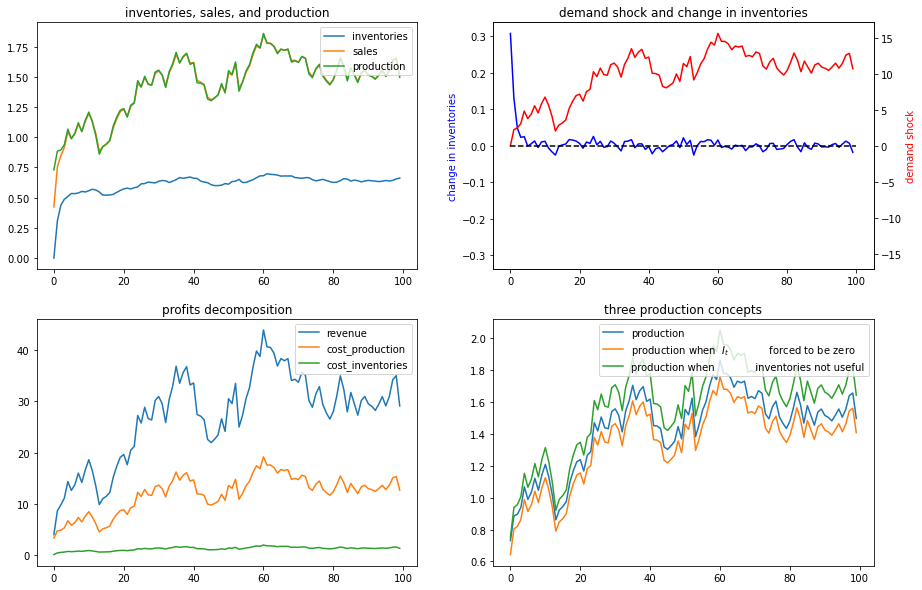 inventories, sales, and production
inventories
sales
production
1.75
1.50
1.25
1.00
0.75
0.50
0.25
0.00
0 20 40 60 80 100
demand shock and change in inventories
change in inventories
0.3
0.2
0.1
0.0
−0.1
−0.2
−0.3
15
10
5
0
−5
−10
−15
demand shock
0 20 40 60 80 100
profits decomposition
revenue
cost_production
cost_inventories
40
30
20
10
0
0 20 40 60 80 100
three production concepts
production
production when I_t forced to be zero
production when inventories not useful
2.0
1.8
1.6
1.4
1.2
1.0
0.8
0.6
0 20 40 60 80 100